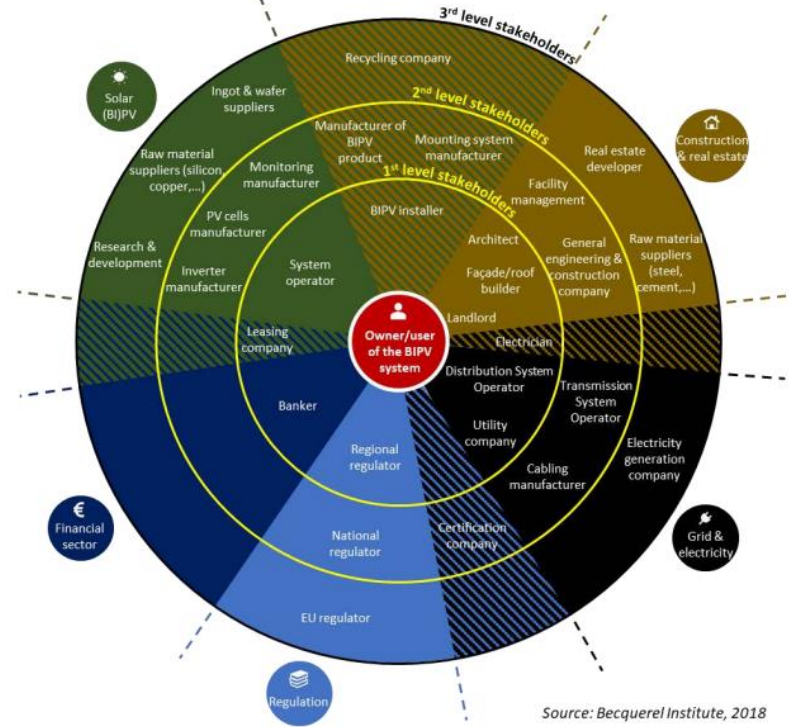 3rd level stakeholders
Recycling company
Solar
(BI)PV
Ingot & wafer
suppliers
2nd level stakeholders
Construction
& real estate
Manufacturer of
BIPV
product
Mounting system
manufacturer
Real estate
developer
Raw material
suppliers (silicon,
copper,...)
Monitoring
manufacturer
1st level stakeholders
Facility
management
BIPV installer
PV cells
manufacturer
Architect
Research &
development
Inverter
manufacturer
System
operator
Façade/roof
builder
General
engineering &
construction
company
Raw material
suppliers
(steel,
cement,...)
Landlord
Leasing
company
Owner/user
of the BIPV
system
Electrician
Distribution System
Operator
Transmission
System
Operator
Banker
Utility
company
Electricity
generation
company
Regional
regulator
Cabling
manufacturer
€
Financial
sector
National
regulator
Certification
company
Grid &
electricity
EU regulator
Regulation
Source: Becquerel Institute, 2018